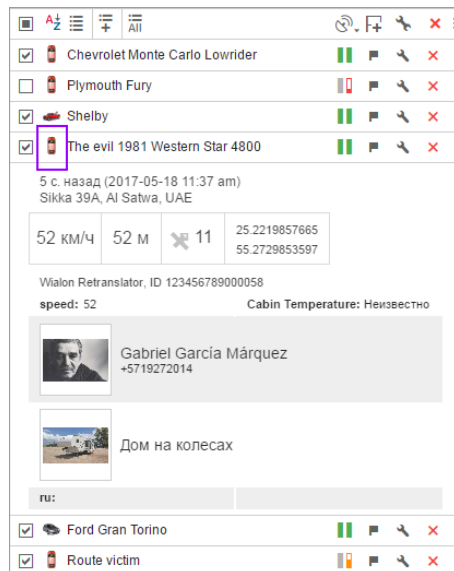 A Z
All
Chevrolet Monte Carlo Lowrider
Plymouth Fury
Shelby
The evil 1981 Western Star 4800
5 с. назад (2017-05-18 11:37 am)
Sikka 39A, Al Satwa, UAE
52 км/ч 52 м 11 25.2219857665
55.2729853597
Wialon Retranslator, ID 123456789000058
speed: 52 Cabin Temperature: Неизвестно
Gabriel García Márquez
+5719272014
Дом на колесах
ru:
Ford Gran Torino
Route victim